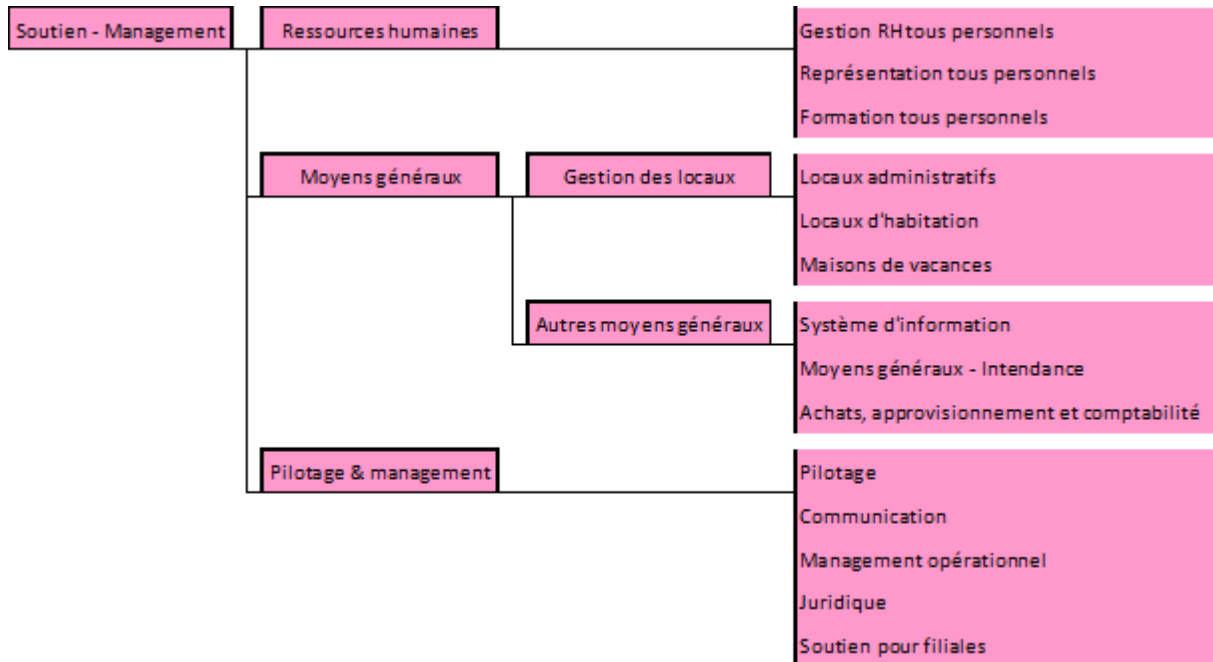 Soutien - Management
Ressources humaines
Gestion RH tous personnels
Représentation tous personnels
Formation tous personnels
Moyens généraux
Gestion des locaux
Locaux administratifs
Locaux d'habitation
Maisons de vacances
Autres moyens généraux
Système d'information
Moyens généraux - Intendance
Achats, approvisionnement et comptabilité
Pilotage & management
Pilotage
Communication
Management opérationnel
Juridique
Soutien pour filiales